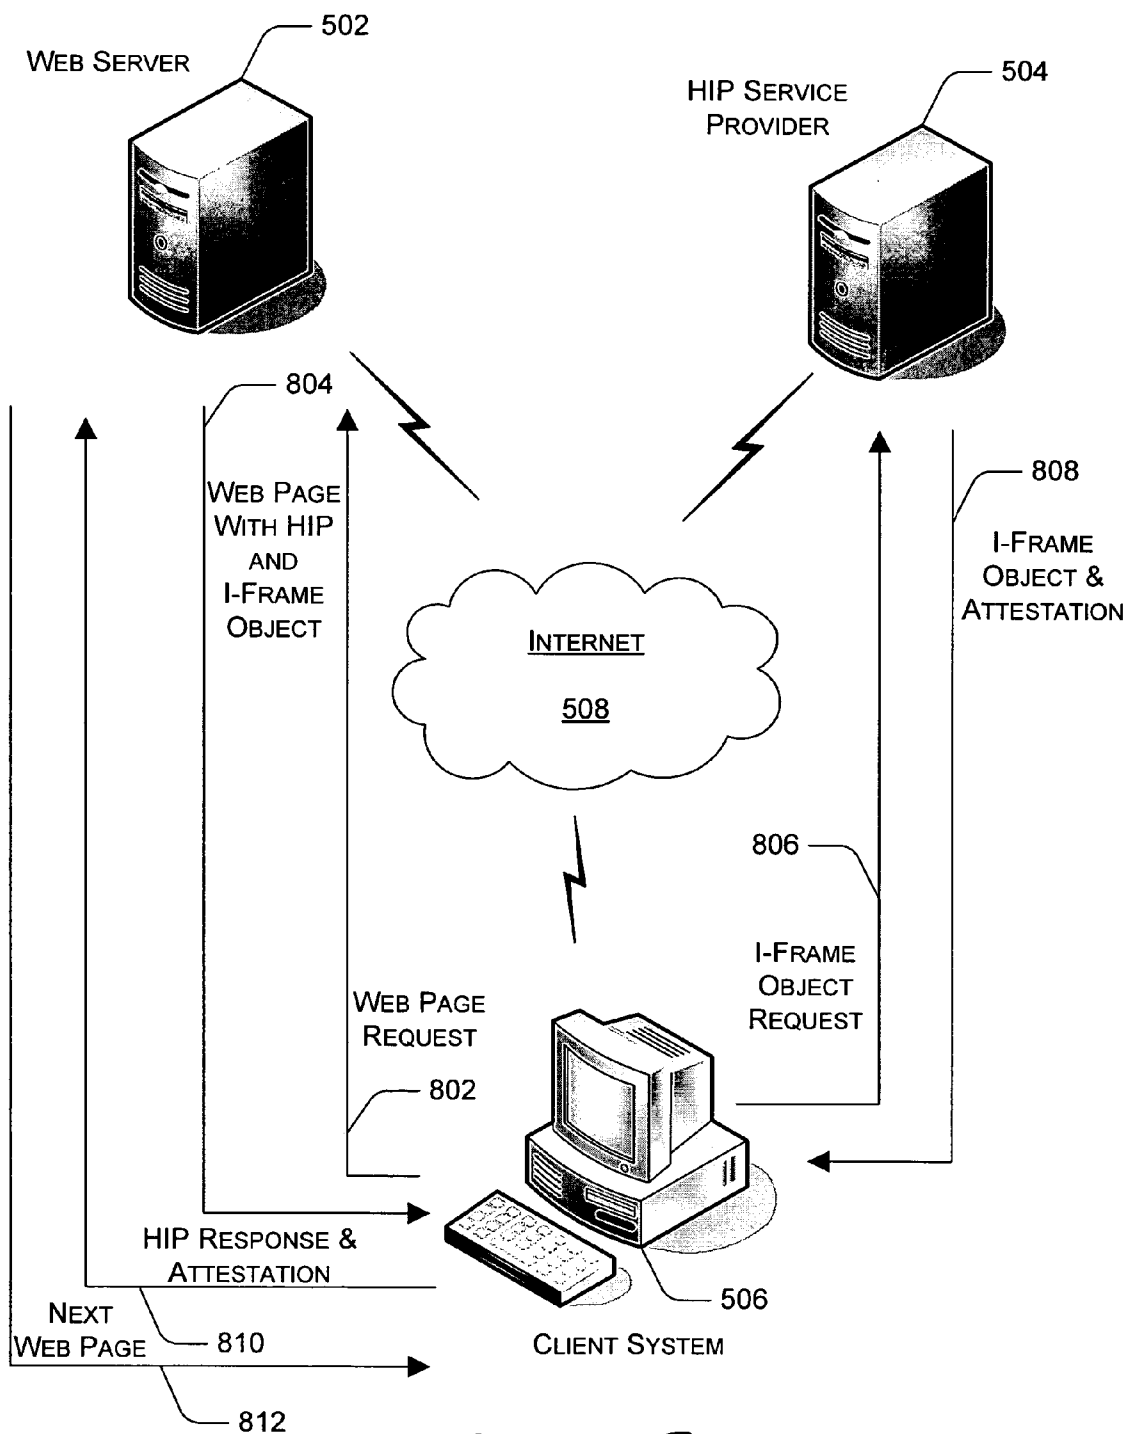 502
WEB SERVER
504
HIP SERVICE
PROVIDER
804
WEB PAGE
WITH HIP
AND
I-FRAME
OBJECT
808
I-FRAME
OBJECT &
ATTESTATION
INTERNET
508
806
I-FRAME
OBJECT
REQUEST
WEB PAGE
REQUEST
802
HIP RESPONSE &
ATTESTATION
506
NEXT
WEB PAGE
810
CLIENT SYSTEM
812